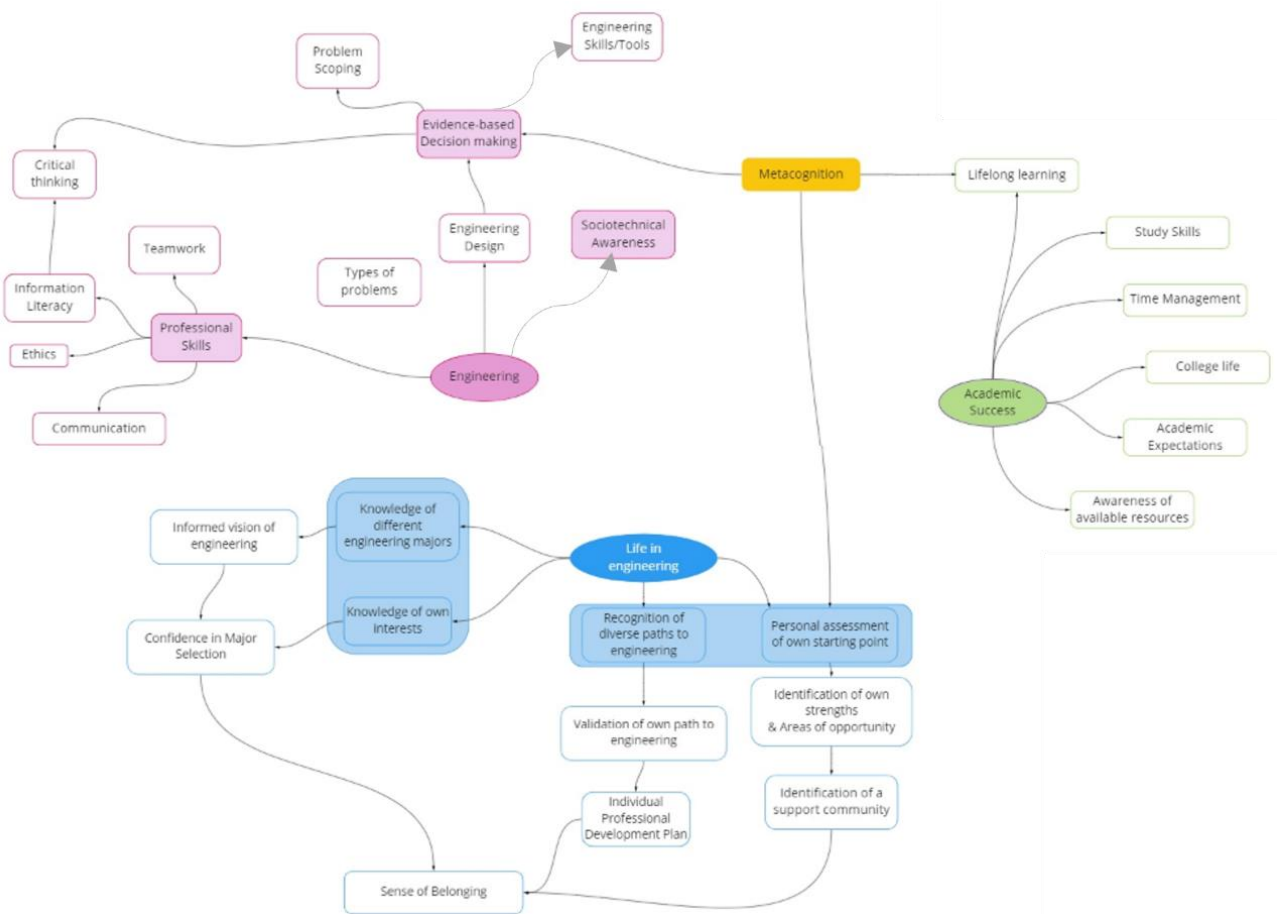 Engineering
Skills/Tools
Problem
Scoping
Evidence-based
Decision making
Critical
thinking
Metacognition
Lifelong learning
Teamwork
Engineering
Design
Sociotechnical
Awareness
Study Skills
Types of
problems
Information
Literacy
Time Management
Professional
Skills
Ethics
Engineering
College life
Academic
Success
Communication
Academic
Expectations
Awareness of
available resources
Informed vision of
engineering
Knowledge of
different
engineering majors
Life in
engineering
Knowledge of own
interests
Confidence in Major
Selection
Recognition of
diverse paths to
engineering
Personal assessment
of own starting point
Validation of own path to
engineering
Identification of own
strengths
& Areas of opportunity
Individual
Professional
Development Plan
Identification of a
support community
Sense of Belonging